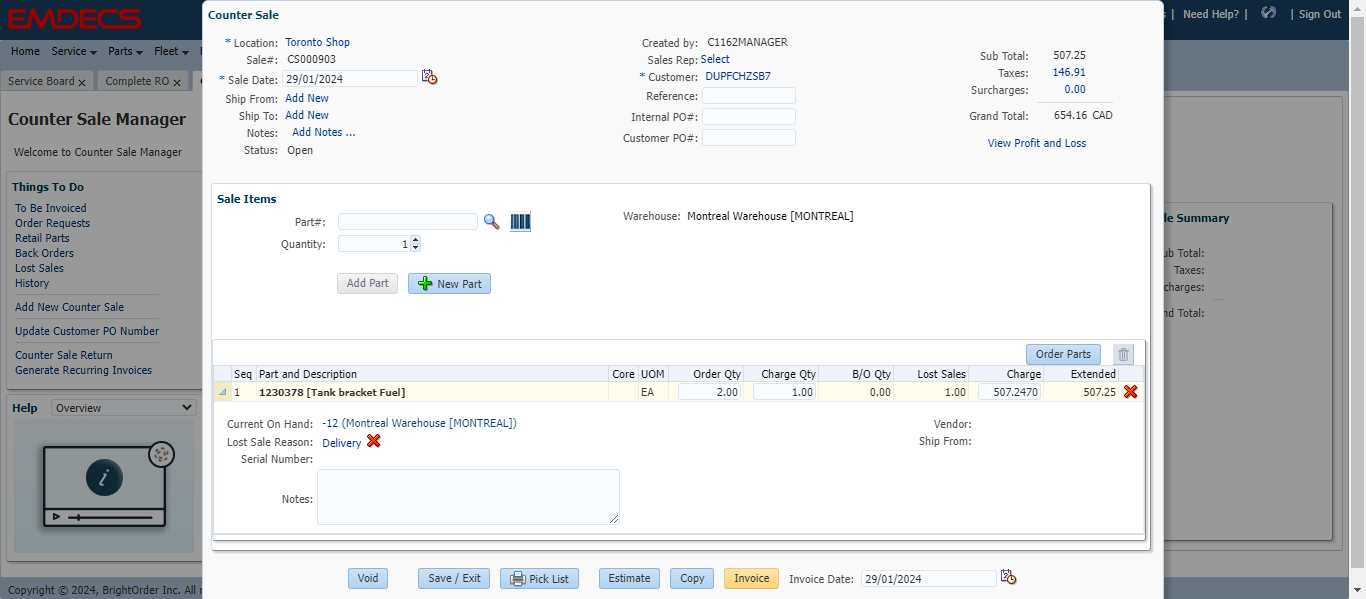 EMDECS
Need Help? |
| Sign Out
Home Service Parts Fleet
Service Board x Complete RO x
Counter Sale Manager
Welcome to Counter Sale Manager
Things To Do
To Be Invoiced
Order Requests
Retail Parts
Back Orders
Lost Sales
History
Add New Counter Sale
Update Customer PO Number
Counter Sale Return
Generate Recurring Invoices
Help Overview
Copyright © 2024, BrightOrder Inc. All
Counter Sale
* Location: Toronto Shop
Sale#: CS000903
* Sale Date: 29/01/2024
Ship From: Add New
Ship To: Add New
Notes: Add Notes ...
Status: Open
Created by: C1162MANAGER
Sales Rep: Select
* Customer: DUPFCHZSB7
Reference:
Internal PO#:
Customer PO#:
Sub Total: 507.25
Taxes: 146.91
Surcharges: 0.00
Grand Total: 654.16 CAD
View Profit and Loss
Sale Items
Part#:
Quantity: 1
Warehouse: Montreal Warehouse [MONTREAL]
Add Part New Part
Order Parts
Seq Part and Description Core UOM Order Qty Charge Qty B/O Qty Lost Sales Charge Extended
1 1230378 [Tank bracket Fuel] EA 2.00 1.00 0.00 1.00 507.2470 507.25
Current On Hand: -12 (Montreal Warehouse [MONTREAL])
Lost Sale Reason: Delivery
Serial Number:
Notes:
Vendor:
Ship From:
Void Save / Exit Pick List Estimate Copy Invoice Invoice Date: 29/01/2024
le Summary
ub Total:
Taxes:
charges:
nd Total: